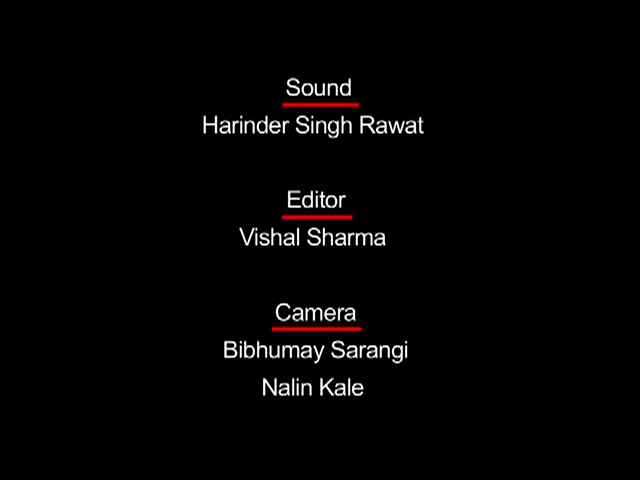 Sound
Harinder Singh Rawat
Editor
Vishal Sharma
Camera
Bibhumay Sarangi
Nalin Kale